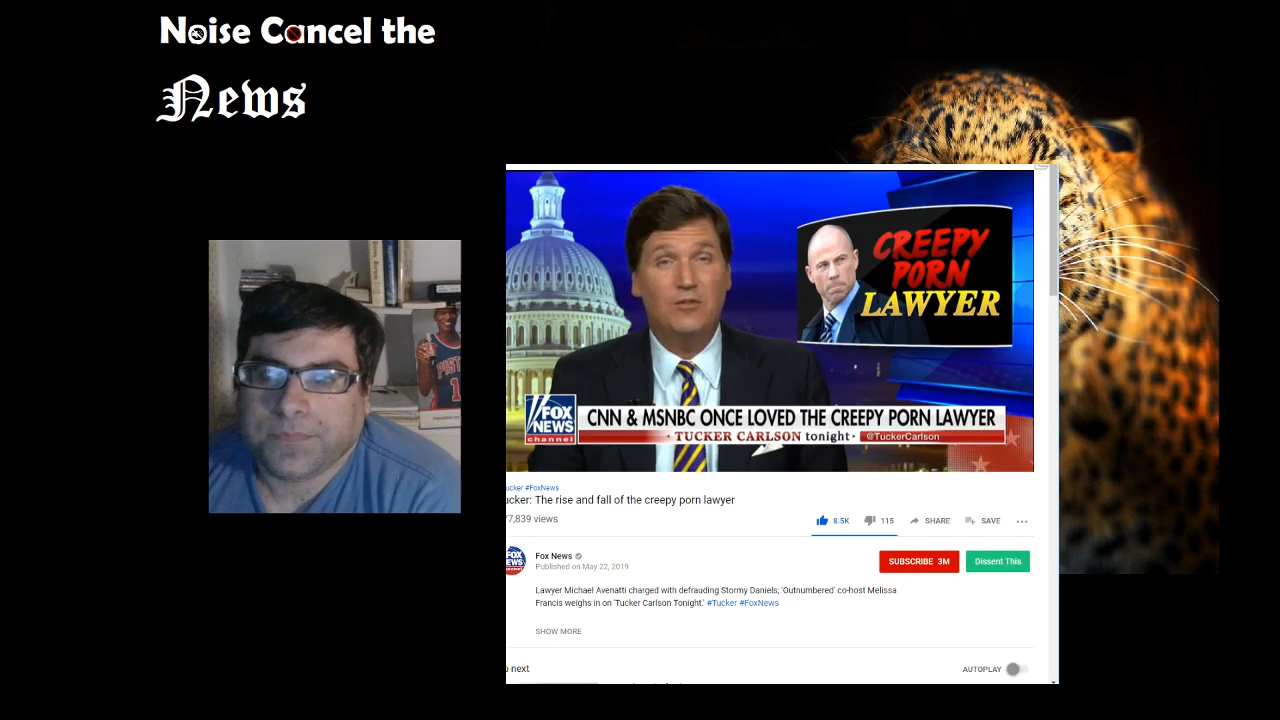 Noise Cancel the
News
CREEPY
PORN
LAWYER
FOX
NEWS
channel
CNN & MSNBC ONCE LOVED THE CREEPY PORN LAWYER
· TUCKER CARLSON tonight · @TuckerCarlson
ucker #FoxNews
ucker: The rise and fall of the creepy porn lawyer
77,839 views
8.5K
115
SHARE
SAVE
Fox News
Published on May 22, 2019
SUBSCRIBE 3M
Dissent This
Lawyer Michael Avenatti charged with defrauding Stormy Daniels; 'Outnumbered' co-host Melissa
Francis weighs in on 'Tucker Carlson Tonight.' #Tucker #FoxNews
SHOW MORE
next
AUTOPLAY